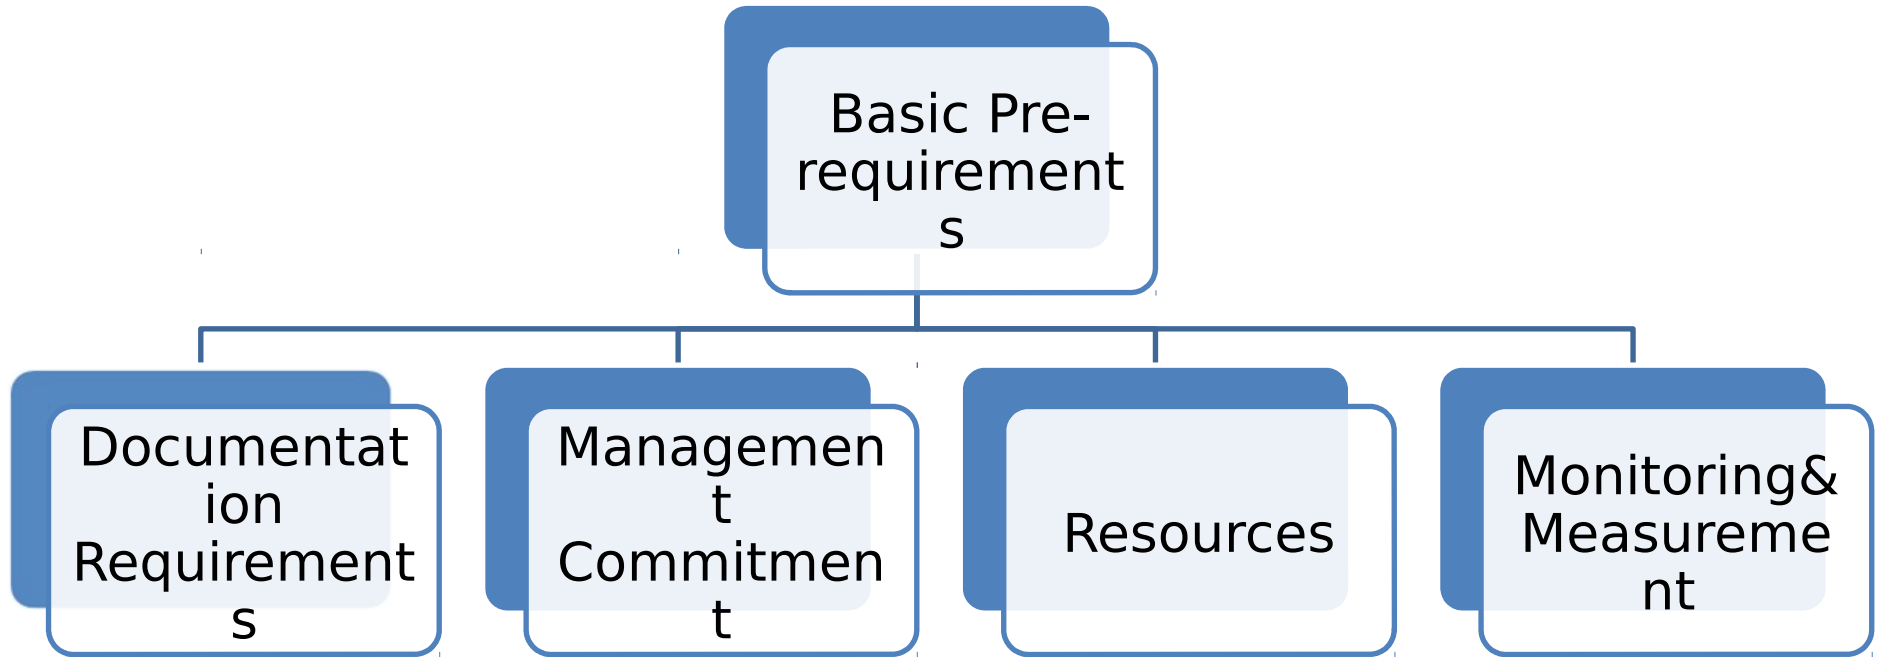 Basic Pre-
requirement
s
Documentat
ion
Requirement
s
Managemen
t
Commitmen
t
Resources
Monitoring&
Measureme
nt